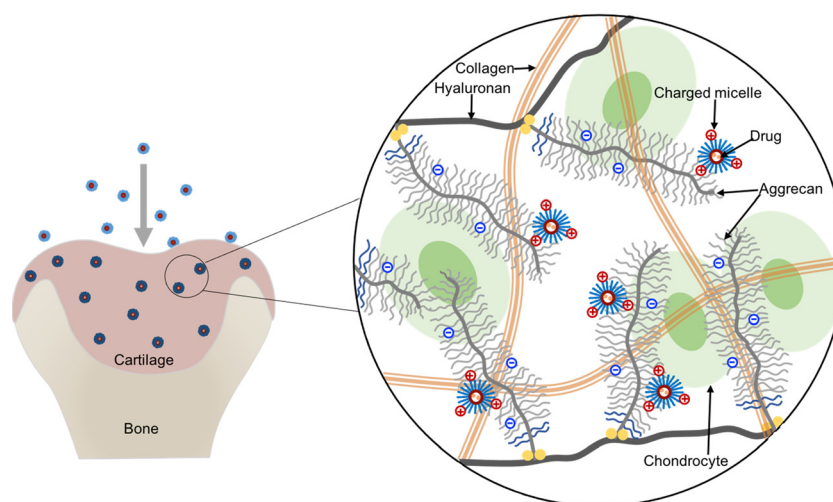 Collagen
Hyaluronan
Charged micelle
Drug
Aggrecan
Cartilage
Bone
Chondrocyte